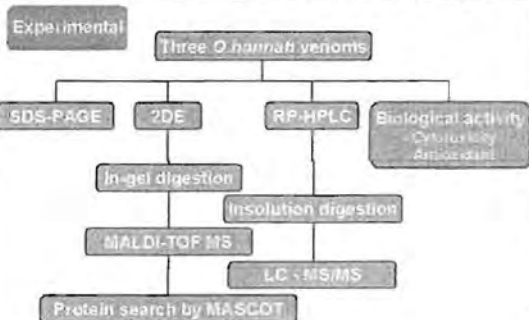 Experimental
Three O.hannah venoms
SDS-PAGE
2DE
RP-HPLC
Biological activity
- Cytotoxicity
- Antioxidant
In-gel digestion
Insolution digestion
MALDI-TOF MS
LC - MS/MS
Protein search by MASCOT